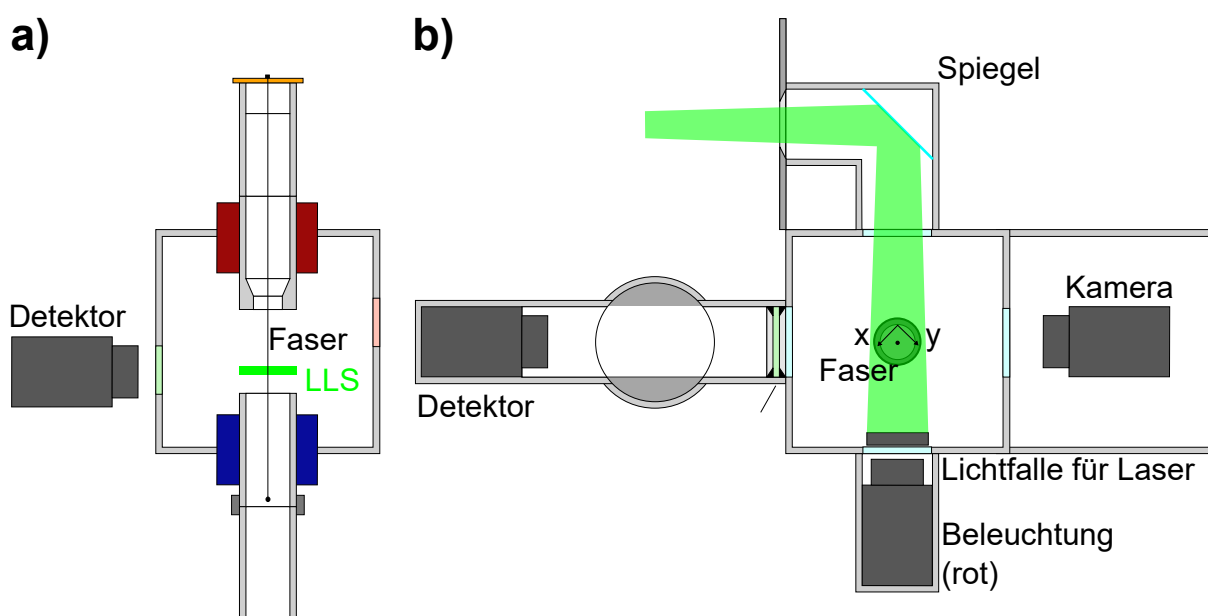 a)
Detektor
Faser
LLS
b)
Spiegel
Kamera
x
y
Faser
Detektor
Lichtfalle für Laser
Beleuchtung
(rot)